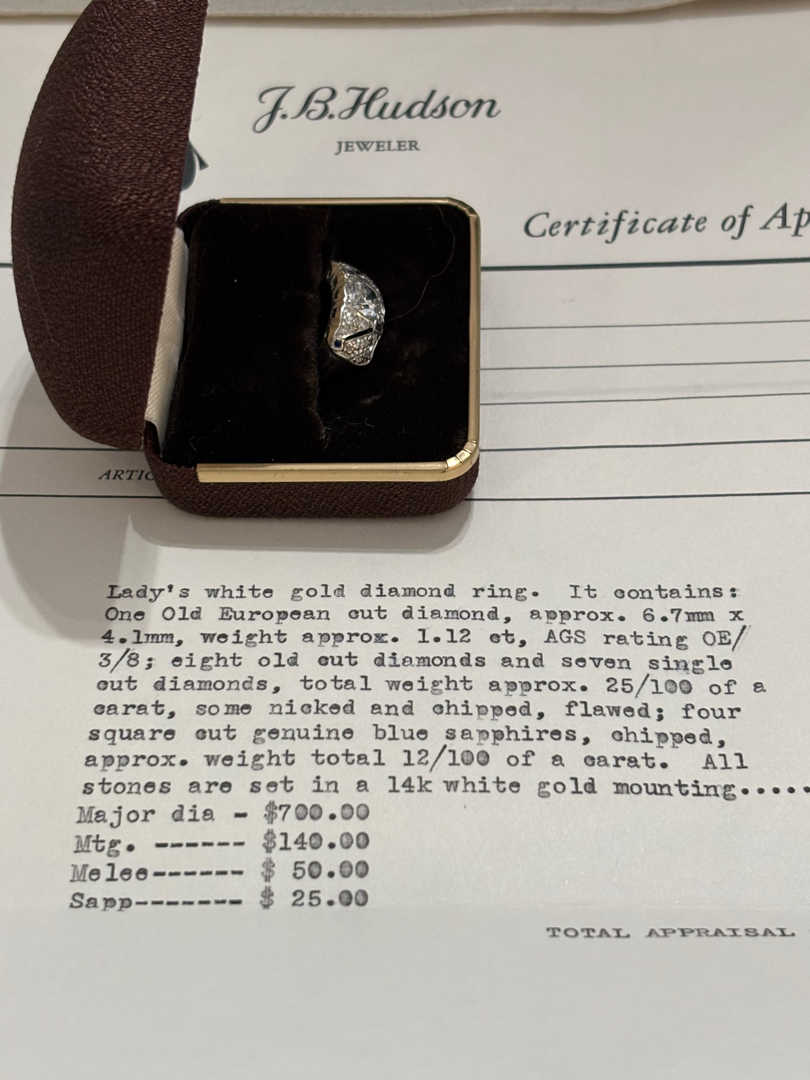 J.B.Hudson
JEWELER
Certificate of
Lady's white gold diamond ring. It contains:
One Old European cut diamond, approx. 6.7mm x
4.1mm, weight approx. 1.12 ct, AGS rating OE/
3/8; eight old cut diamonds and seven single
cut diamonds, total weight approx. 25/100 of a
carat, some nicked and chipped, flawed; four
square cut genuine blue sapphires, chipped,
approx. weight total 12/100 of a carat. All
stones are set in a 14k white gold mounting.....
Major dia - $700.00
Mtg. ------ $140.00
Melee------ $ 50.00
Sapp------- $ 25.00
TOTAL APPRAISAL